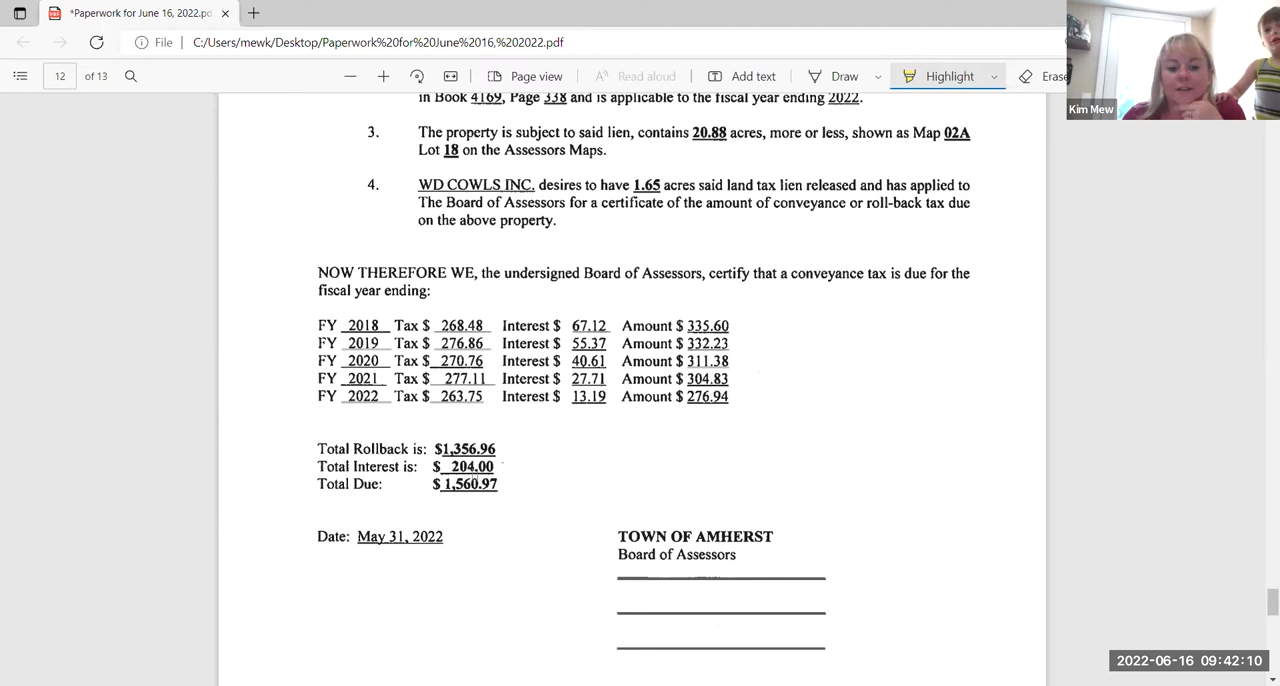 *Paperwork for June 16, 2022.pd
File C:/Users/mewk/Desktop/Paperwork%20for%20June%2016,%202022.pdf
12 of 13 Page view Read aloud Add text Draw Highlight Erase
Kim Mew
in Book 4169, Page 338 and is applicable to the fiscal year ending 2022.
3. The property is subject to said lien, contains 20.88 acres, more or less, shown as Map 02A
Lot 18 on the Assessors Maps.
4. WD COWLS INC. desires to have 1.65 acres said land tax lien released and has applied to
The Board of Assessors for a certificate of the amount of conveyance or roll-back tax due
on the above property.
NOW THEREFORE WE, the undersigned Board of Assessors, certify that a conveyance tax is due for the
fiscal year ending:
FY 2018 Tax $ 268.48 Interest $ 67.12 Amount $ 335.60
FY 2019 Tax $ 276.86 Interest $ 55.37 Amount $ 332.23
FY 2020 Tax $ 270.76 Interest $ 40.61 Amount $ 311.38
FY 2021 Tax $ 277.11 Interest $ 27.71 Amount $ 304.83
FY 2022 Tax $ 263.75 Interest $ 13.19 Amount $ 276.94
Total Rollback is: $1,356.96
Total Interest is: $ 204.00
Total Due: $ 1,560.97
Date: May 31, 2022
TOWN OF AMHERST
Board of Assessors
2022-06-16 09:42:10